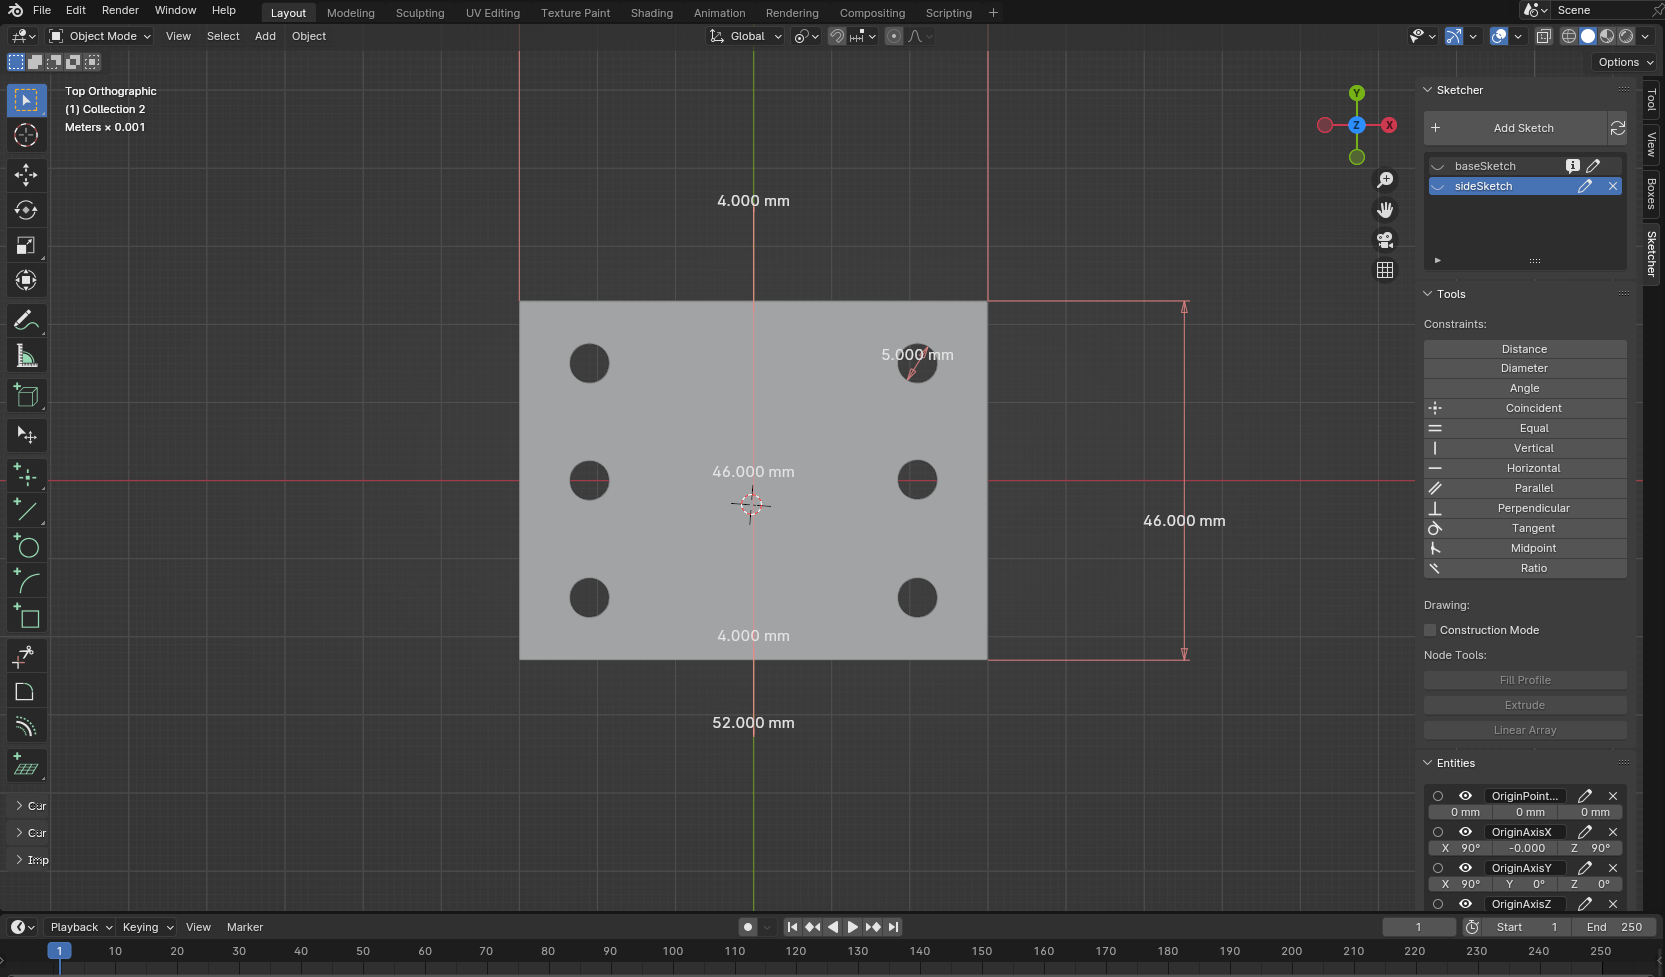 File Edit Render Window Help
Layout Modeling Sculpting UV Editing Texture Paint Shading Animation Rendering Compositing Scripting +
Scene
Object Mode View Select Add Object
Global
Options
Top Orthographic
(1) Collection 2
Meters × 0.001
Y
Z
X
Sketcher
+ Add Sketch
baseSketch
sideSketch
Tool
View
Boxes
Sketcher
4.000 mm
5.000 mm
46.000 mm
46.000 mm
4.000 mm
52.000 mm
Tools
Constraints:
Distance
Diameter
Angle
Coincident
Equal
Vertical
Horizontal
Parallel
Perpendicular
Tangent
Midpoint
Ratio
Drawing:
Construction Mode
Node Tools:
Fill Profile
Extrude
Linear Array
Entities
OriginPoint...
0 mm 0 mm 0 mm
OriginAxisX
X 90° -0.000 Z 90°
OriginAxisY
X 90° Y 0° Z 0°
OriginAxisZ
Cur
Cur
Imp
Playback Keying View Marker
1 Start 1 End 250
1 10 20 30 40 50 60 70 80 90 100 110 120 130 140 150 160 170 180 190 200 210 220 230 240 250